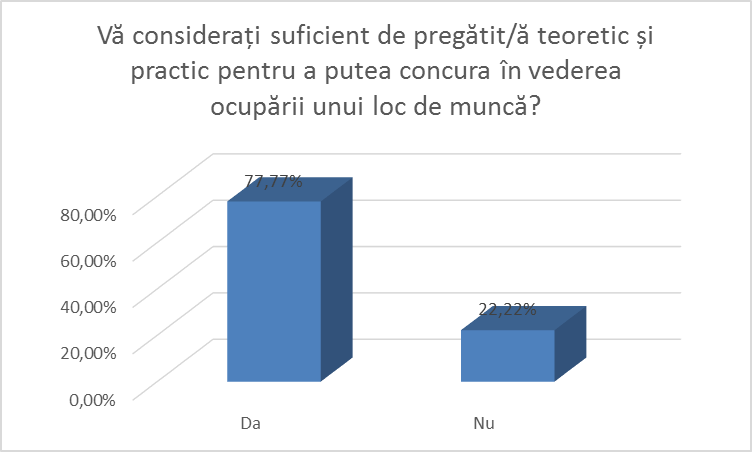 Vă considerați suficient de pregătit/ă teoretic și
practic pentru a putea concura în vederea
ocupării unui loc de muncă?
77,77%
22,22%
80,00%
60,00%
40,00%
20,00%
0,00%
Da
Nu